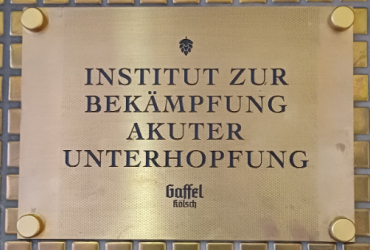 INSTITUT ZUR
BEKÄMPFUNG
AKUTER
UNTERHOPFUNG
Gaffel
Kölsch